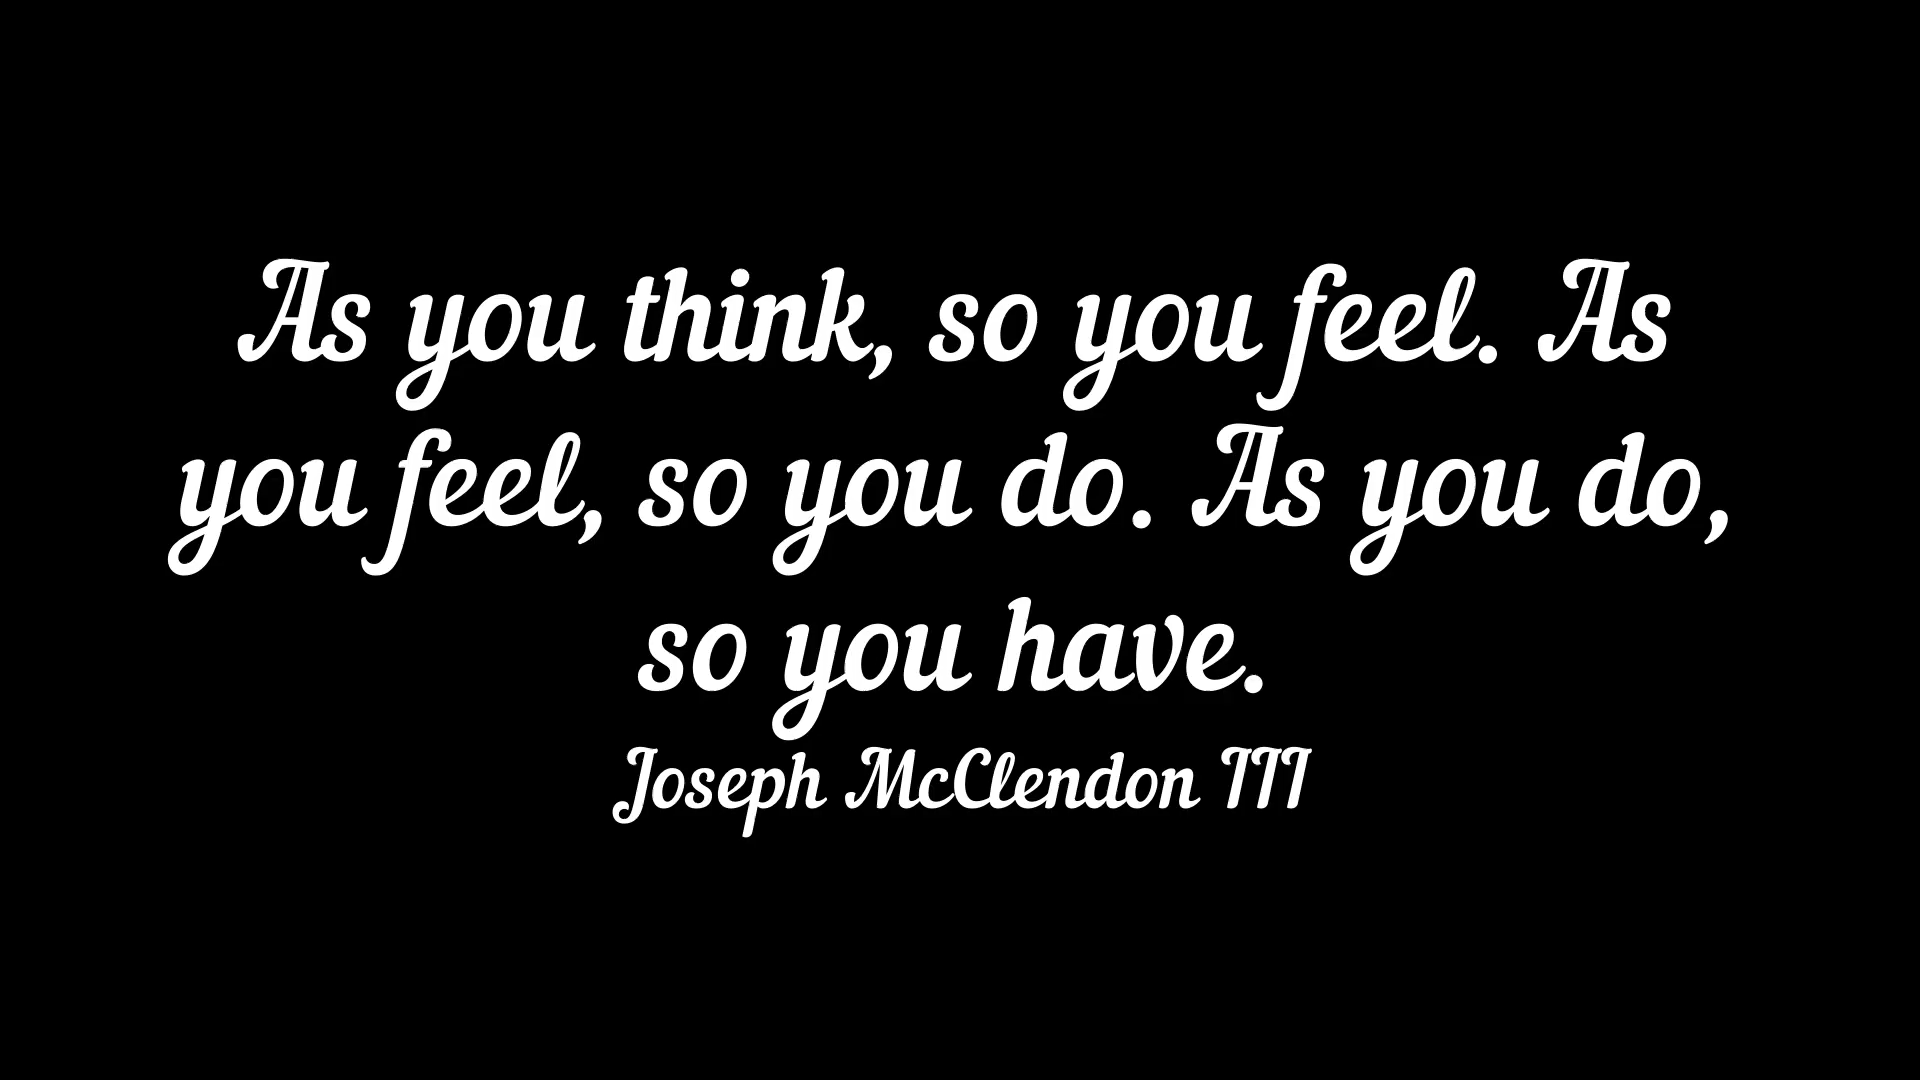 As you think, so you feel. As
you feel, so you do. As you do,
so you have.
Joseph McClendon III